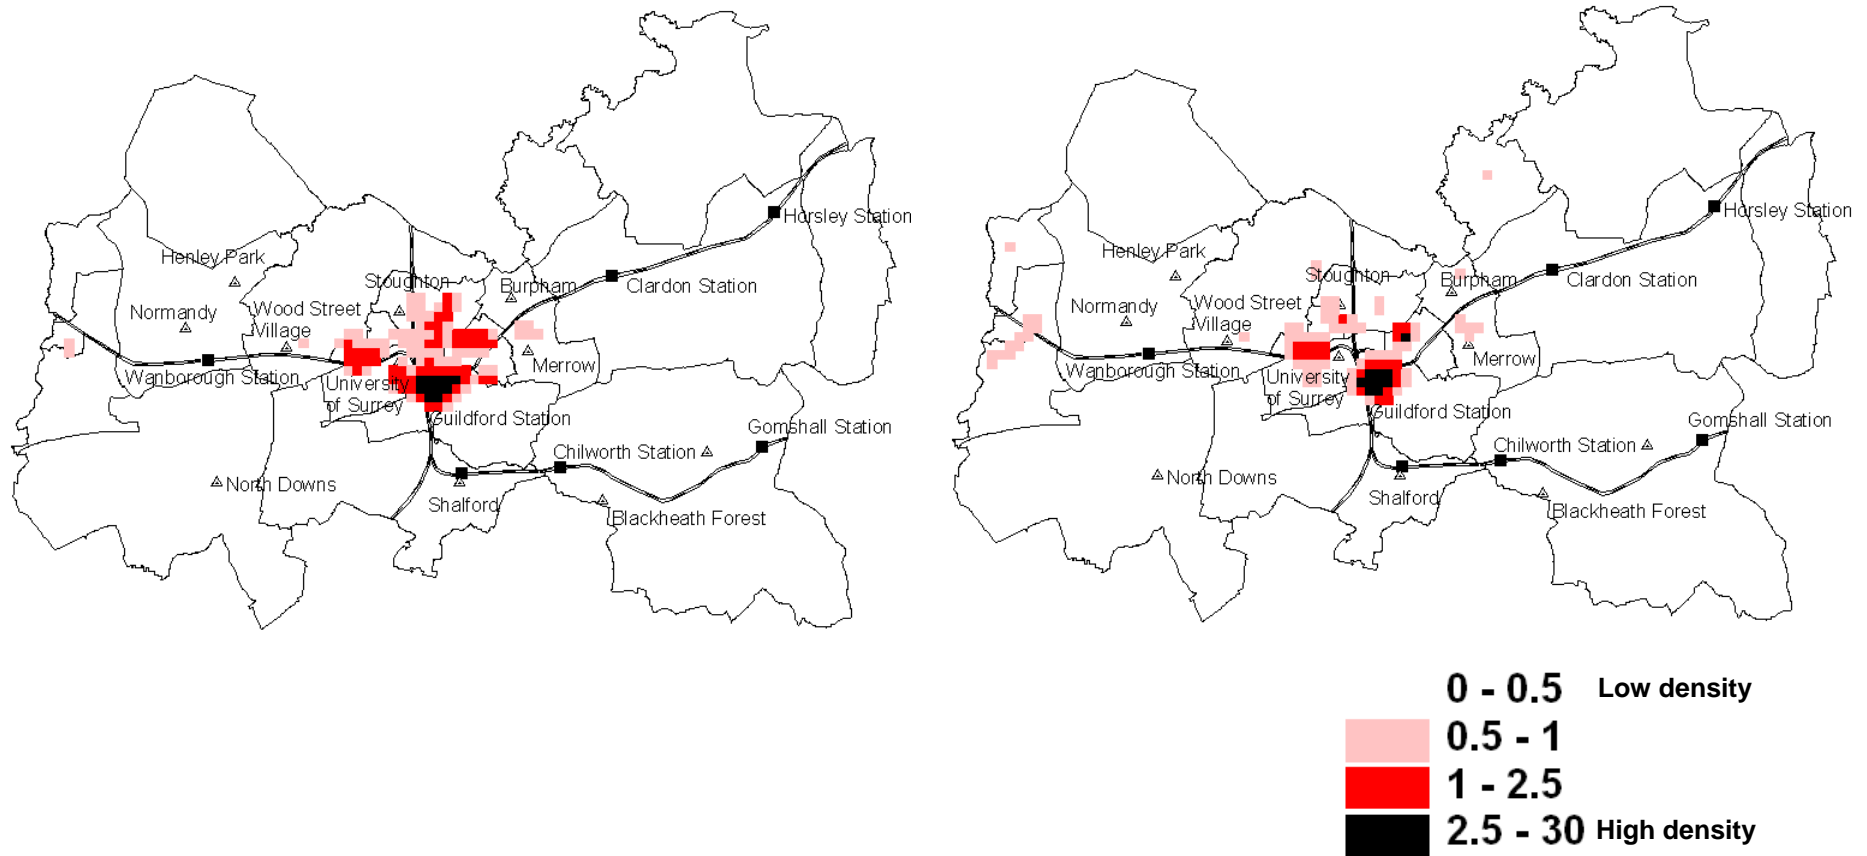 Horsley Station
Henley Park
Stoughton
Burpham
Clardon Station
Normandy
Wood Street
Village
Merrow
Wanborough Station
University
of Surrey
Guildford Station
Gomshall Station
Chilworth Station
North Downs
Shalford
Blackheath Forest
Horsley Station
Henley Park
Stoughton
Burpham
Clardon Station
Normandy
Wood Street
Village
Merrow
Wanborough Station
University
of Surrey
Guildford Station
Gomshall Station
Chilworth Station
North Downs
Shalford
Blackheath Forest
0 - 0.5 Low density
0.5 - 1
1 - 2.5
2.5 - 30 High density